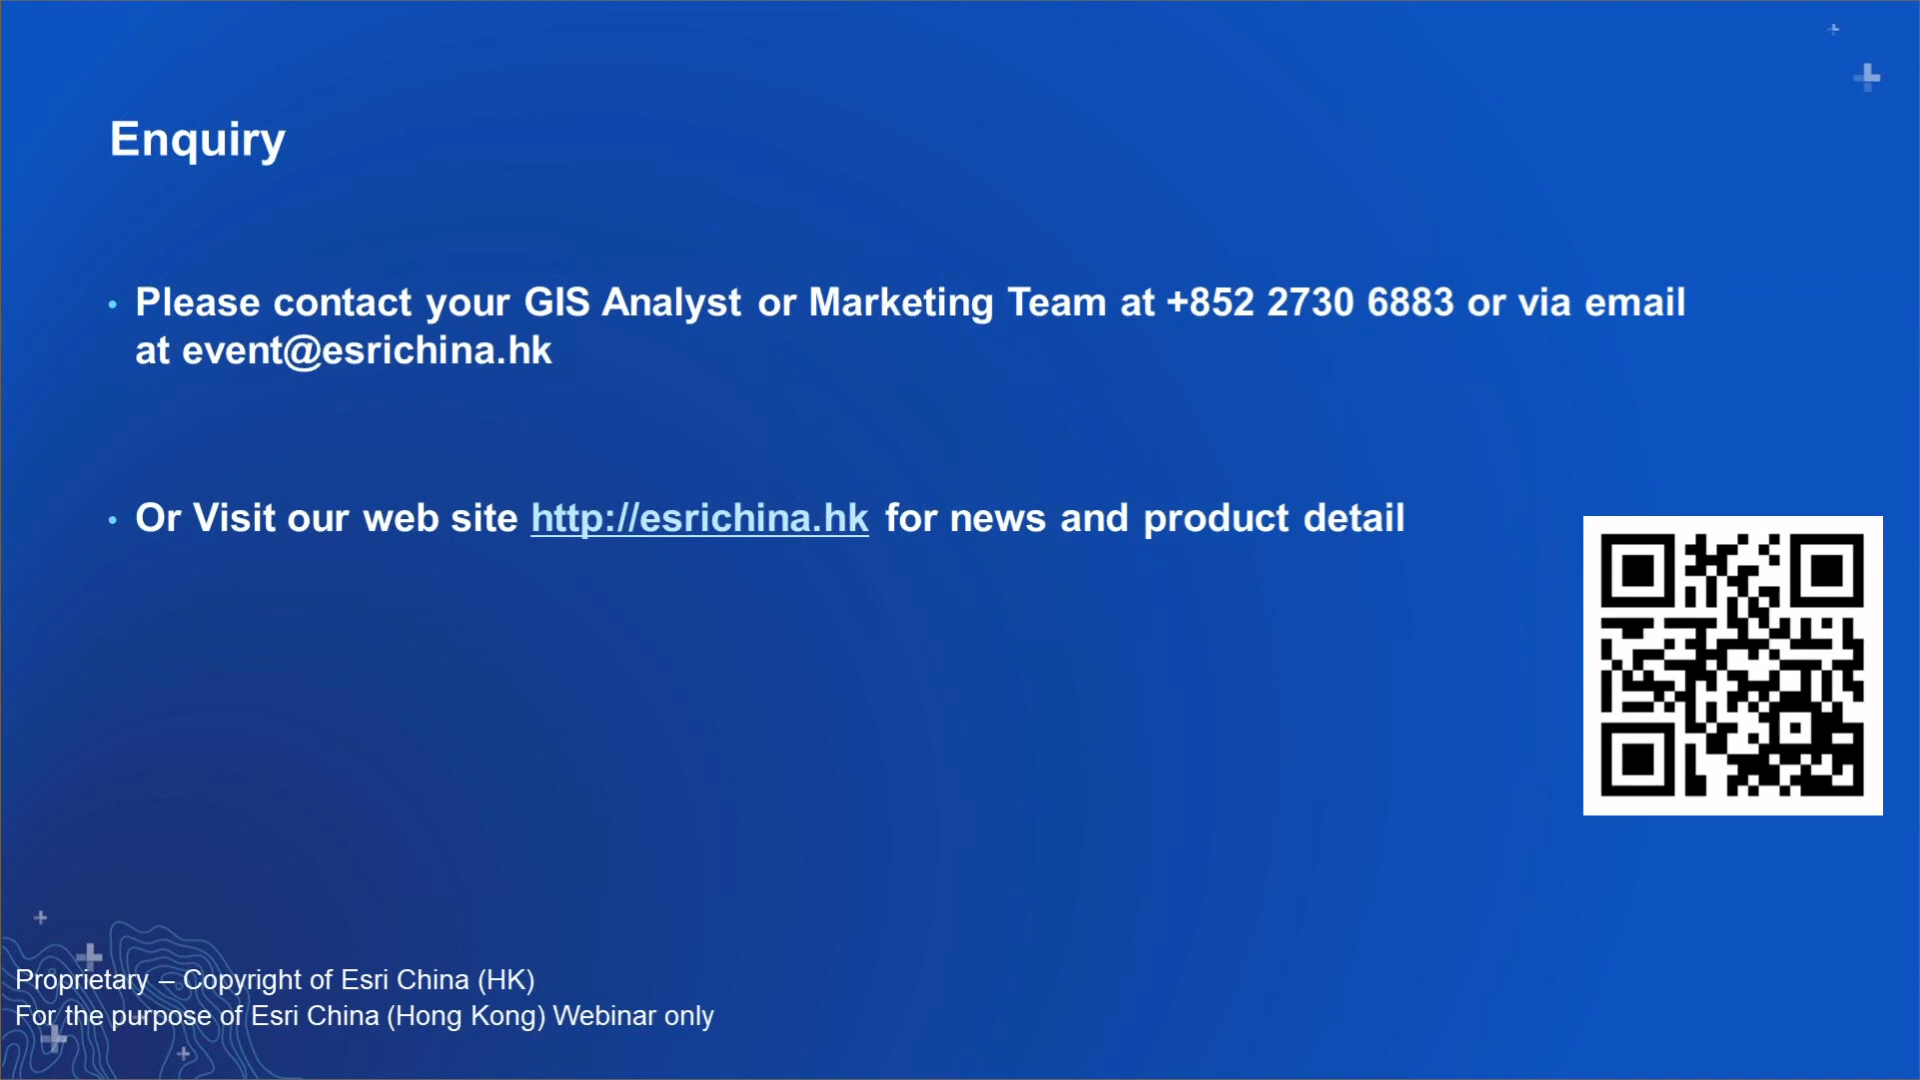 Enquiry
• Please contact your GIS Analyst or Marketing Team at +852 2730 6883 or via email
at event@esrichina.hk
• Or Visit our web site http://esrichina.hk for news and product detail
Proprietary – Copyright of Esri China (HK)
For the purpose of Esri China (Hong Kong) Webinar only